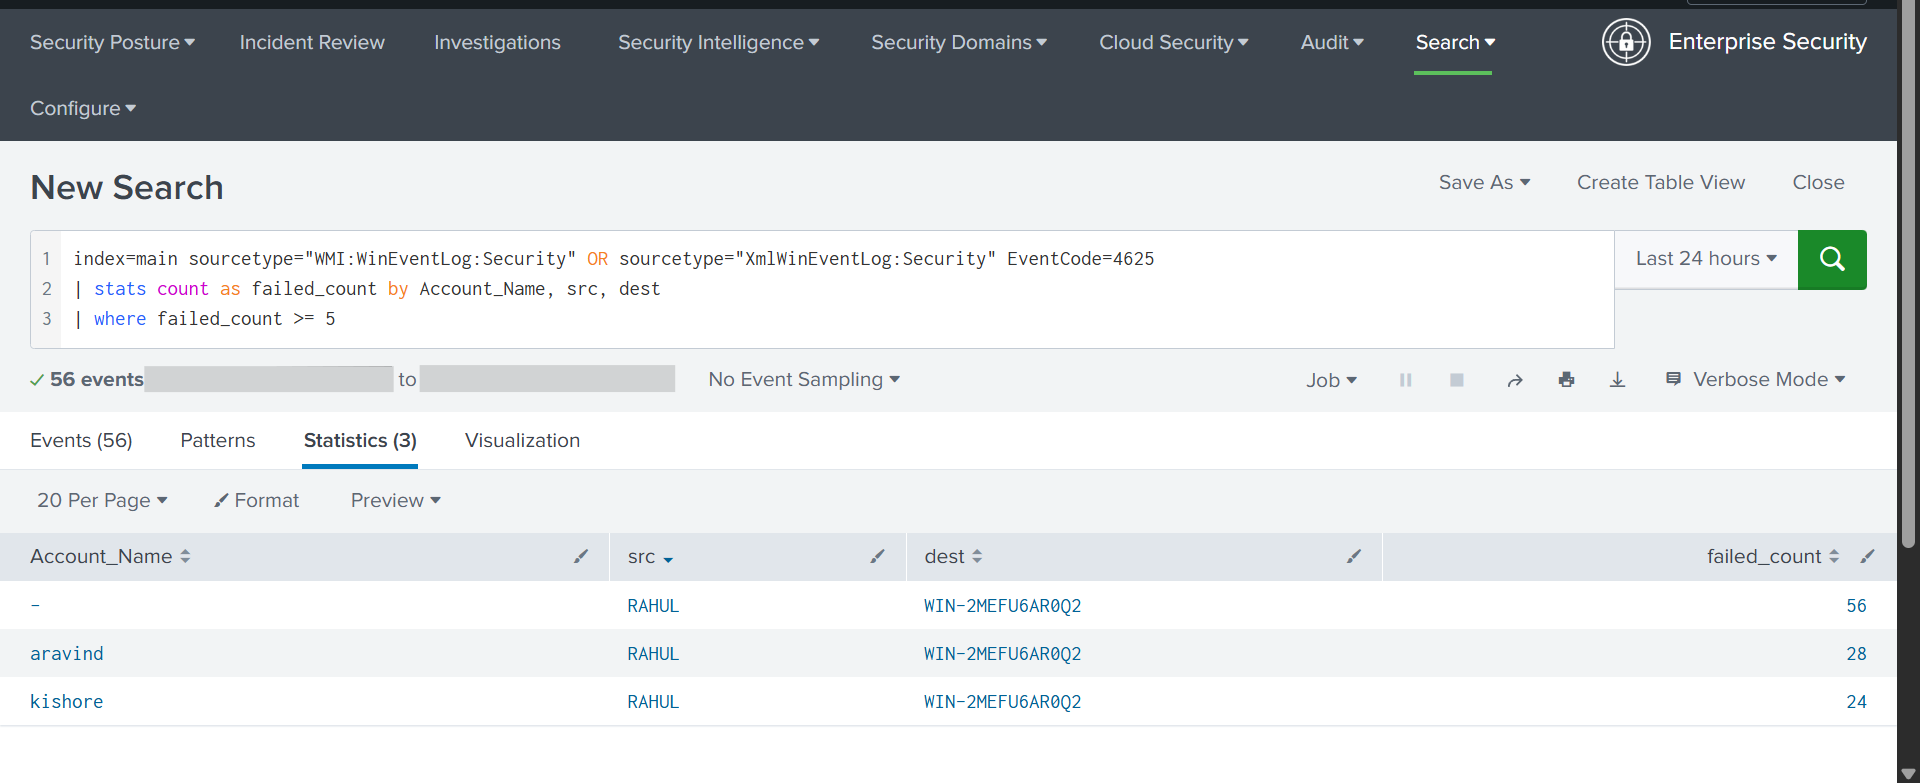 Security Posture Incident Review Investigations Security Intelligence Security Domains Cloud Security Audit Search Enterprise Security
Configure
New Search
Save As Create Table View Close
1 index=main sourcetype="WMI:WinEventLog:Security" OR sourcetype="XmlWinEventLog:Security" EventCode=4625
Last 24 hours
2 | stats count as failed_count by Account_Name, src, dest
3 | where failed_count >= 5
56 events to No Event Sampling Job Verbose Mode
Events (56) Patterns Statistics (3) Visualization
20 Per Page Format Preview
Account_Name src dest failed_count
- RAHUL WIN-2MEFU6AR0Q2 56
aravind RAHUL WIN-2MEFU6AR0Q2 28
kishore RAHUL WIN-2MEFU6AR0Q2 24